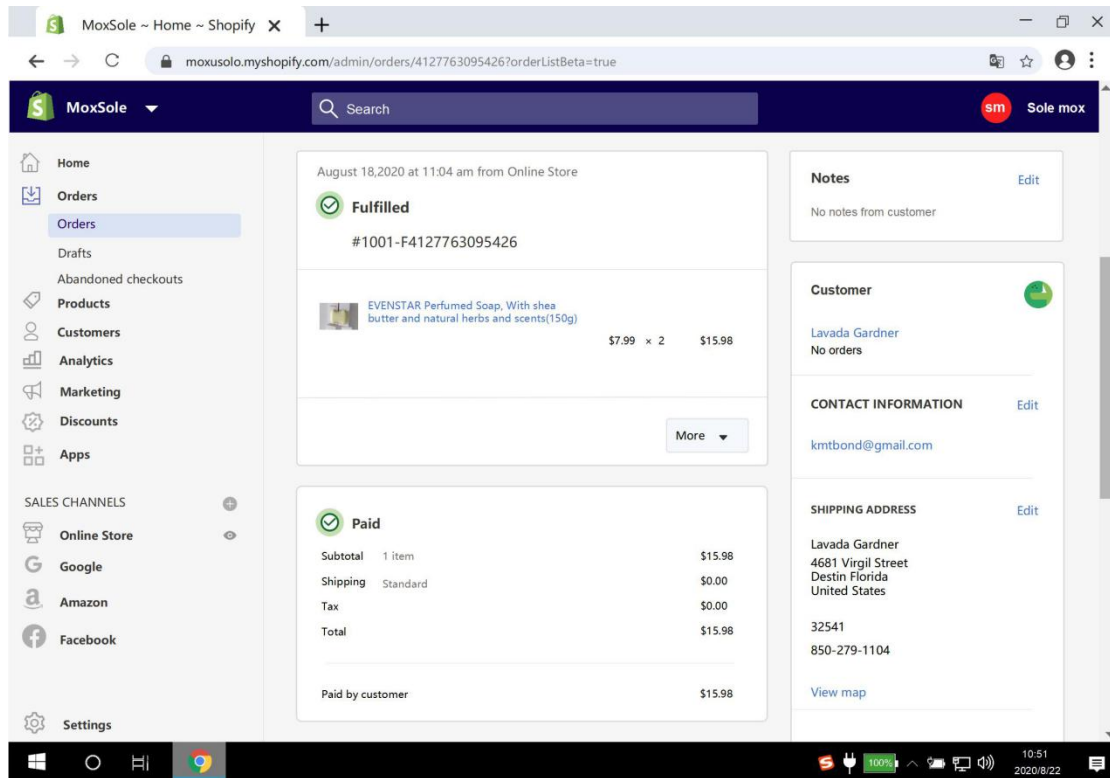 MoxSole ~ Home ~ Shopify
moxusolo.myshopify.com/admin/orders/4127763095426?orderListBeta=true
MoxSole
Search
sm
Sole mox
Home
Orders
Orders
Drafts
Abandoned checkouts
Products
Customers
Analytics
Marketing
Discounts
Apps
SALES CHANNELS
Online Store
Google
Amazon
Facebook
Settings
August 18,2020 at 11:04 am from Online Store
Fulfilled
#1001-F4127763095426
EVENSTAR Perfumed Soap, With shea
butter and natural herbs and scents(150g)
$7.99 × 2 $15.98
More
Paid
Subtotal 1 item $15.98
Shipping Standard $0.00
Tax $0.00
Total $15.98
Paid by customer $15.98
Notes Edit
No notes from customer
Customer
Lavada Gardner
No orders
CONTACT INFORMATION Edit
kmtbond@gmail.com
SHIPPING ADDRESS Edit
Lavada Gardner
4681 Virgil Street
Destin Florida
United States
32541
850-279-1104
View map
100%
10:51
2020/8/22